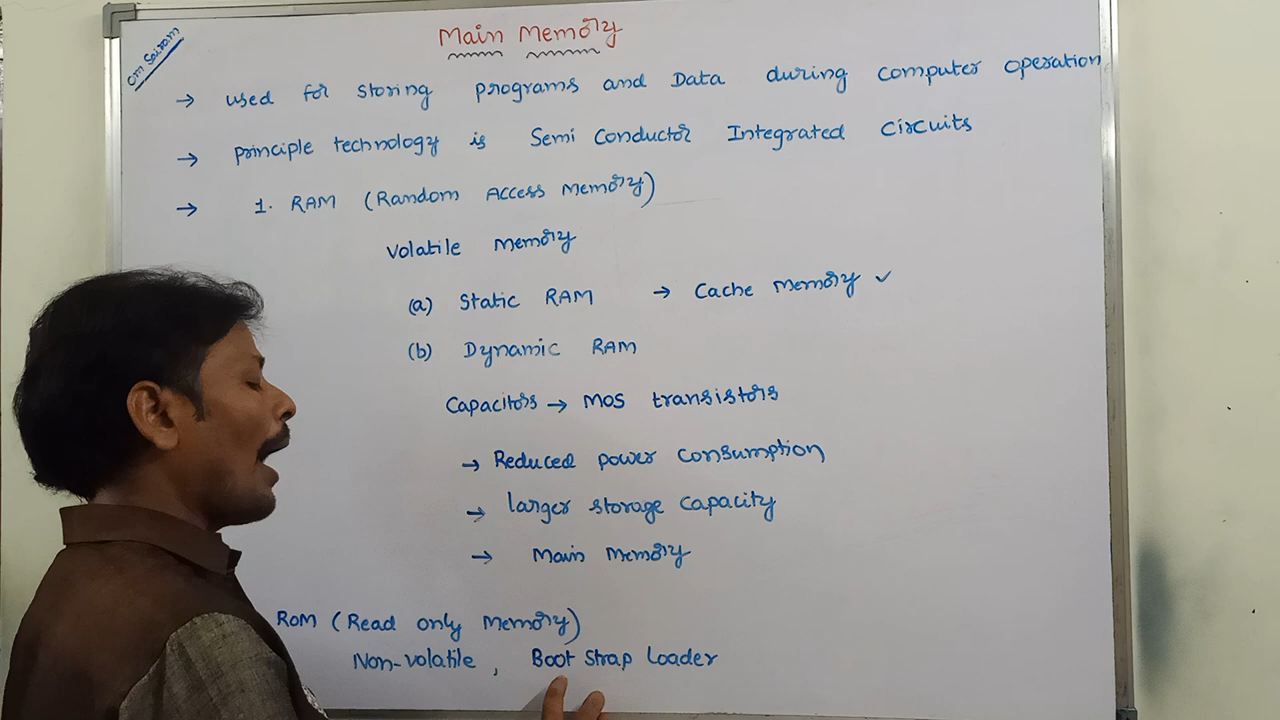 Om Sairam
Main Memory
→ used for storing programs and Data during computer operation
→ principle technology is Semi Conductor Integrated Circuits
→ 1. RAM (Random Access Memory)
Volatile Memory
(a) Static RAM → Cache Memory ✓
(b) Dynamic RAM
Capacitors → MOS transistors
→ Reduced power consumption
→ larger storage capacity
→ Main Memory
ROM (Read only Memory)
Non-volatile, Boot Strap Loader